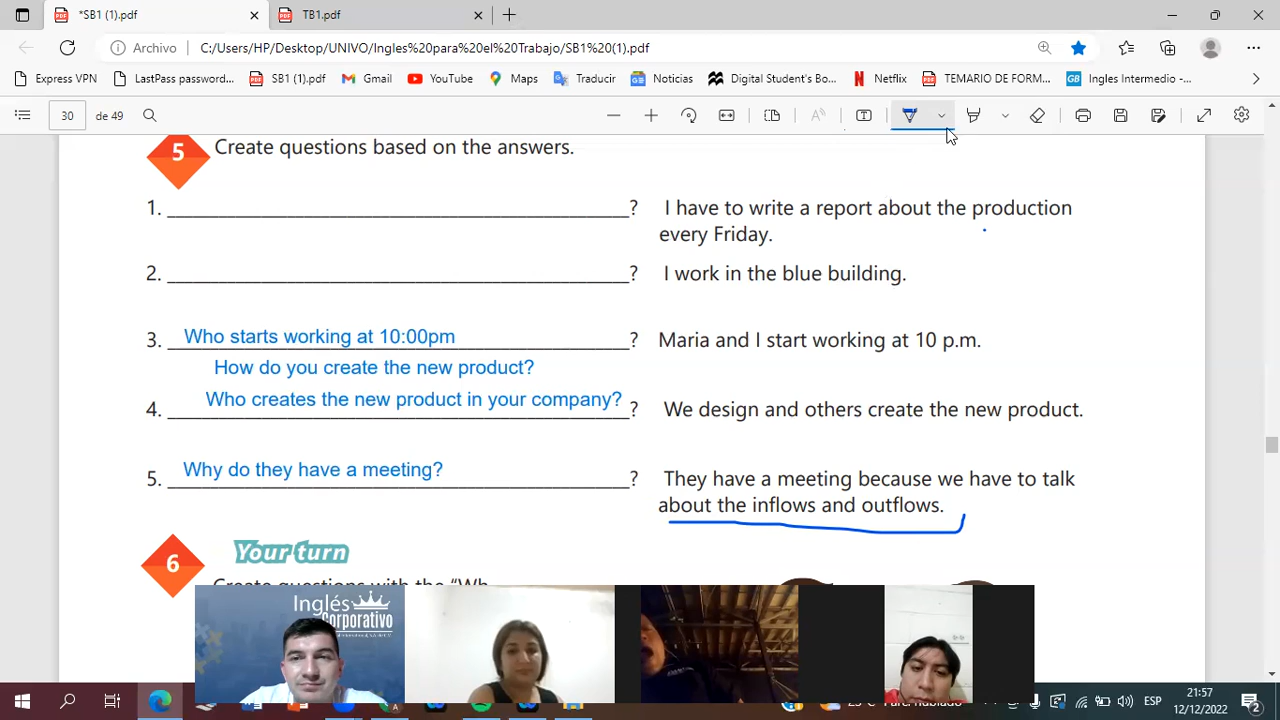 *SB1 (1).pdf
TB1.pdf
Archivo
C:/Users/HP/Desktop/UNIVO/Ingles%20para%20el%20Trabajo/SB1%20(1).pdf
Express VPN
LastPass password...
SB1 (1).pdf
Gmail
YouTube
Maps
Traducir
Noticias
Digital Student's Bo...
Netflix
TEMARIO DE FORM...
Ingles Intermedio -...
30
de 49
5
Create questions based on the answers.
1. ? I have to write a report about the production
every Friday.
2. ? I work in the blue building.
3. Who starts working at 10:00pm ? Maria and I start working at 10 p.m.
How do you create the new product?
4. Who creates the new product in your company? ? We design and others create the new product.
5. Why do they have a meeting? ? They have a meeting because we have to talk
about the inflows and outflows.
6
Your turn
Create questions with the "Wh
Inglés
Corporativo
ESP
21:57
12/12/2022
2